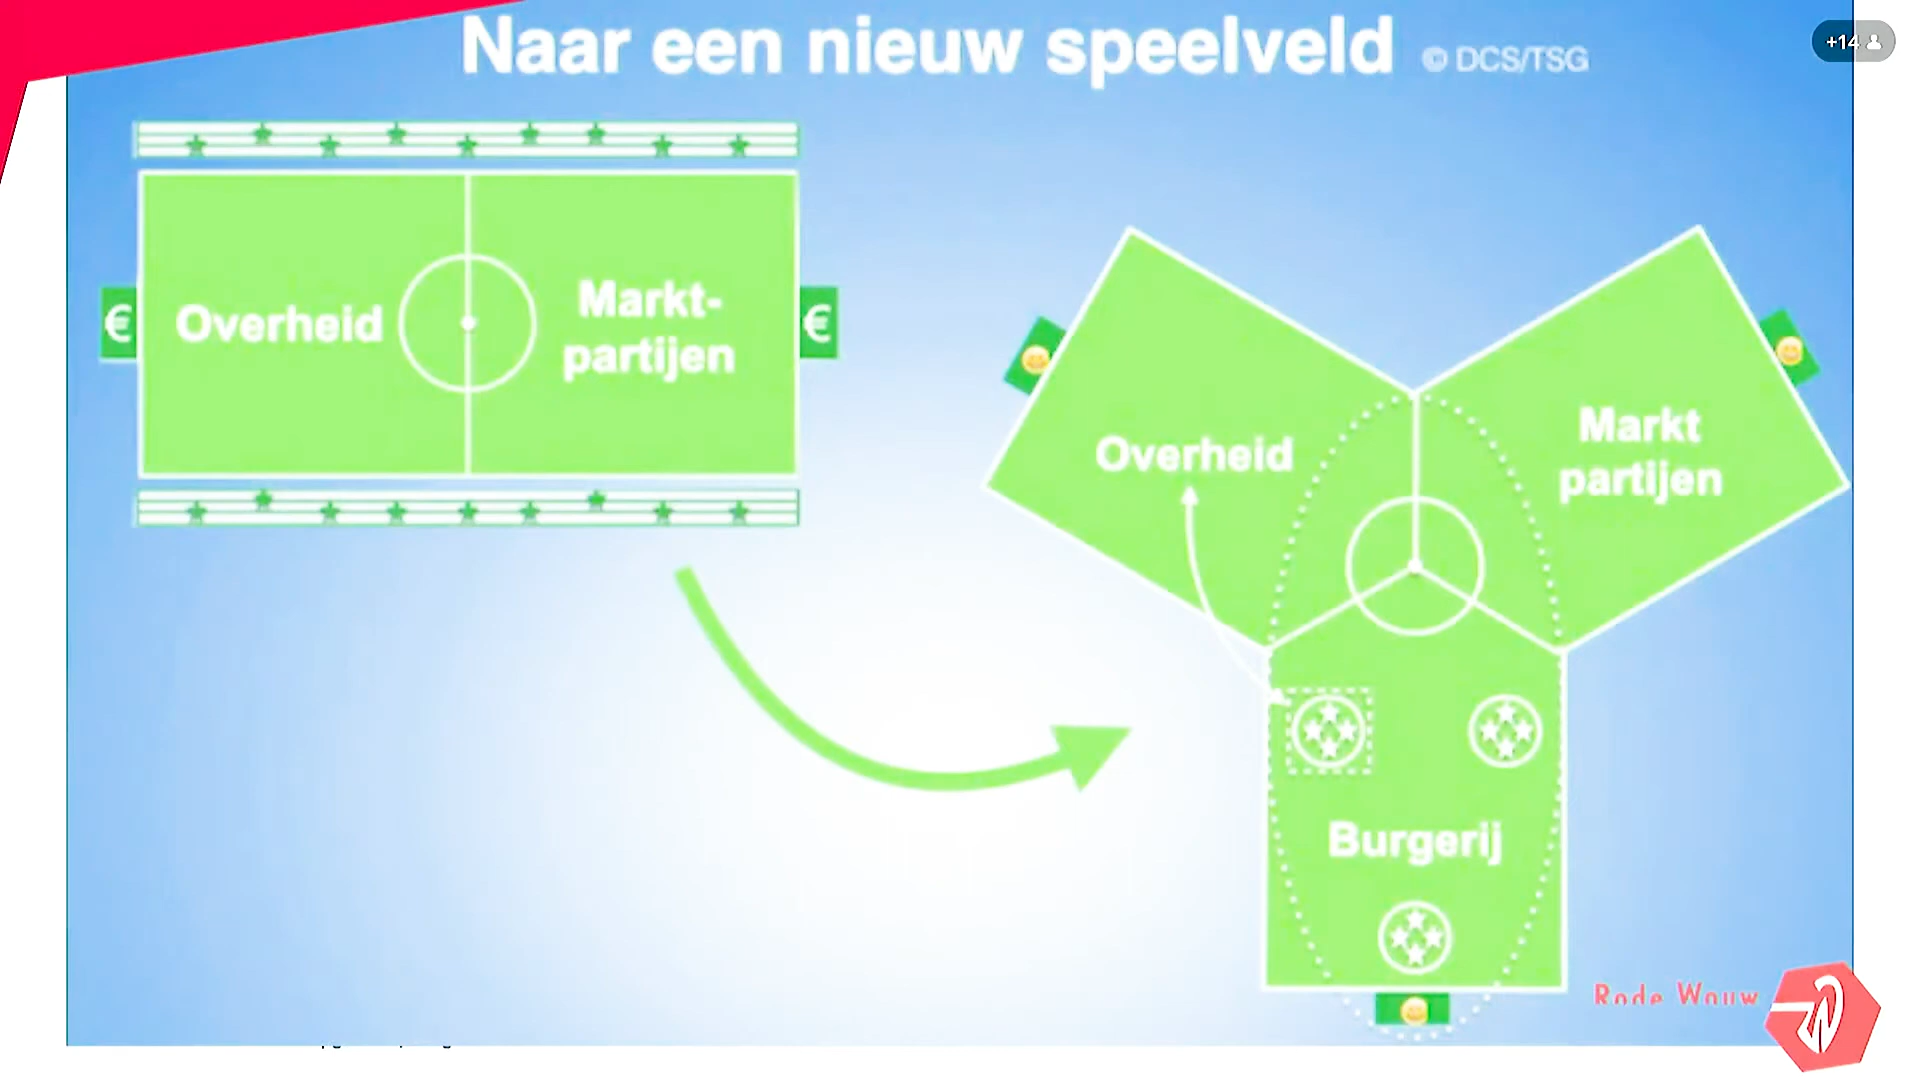 Naar een nieuw speelveld © DCS/TSG
+14
€
Overheid
Markt-
partijen
€
Overheid
Markt
partijen
Burgerij
Rode Wouw